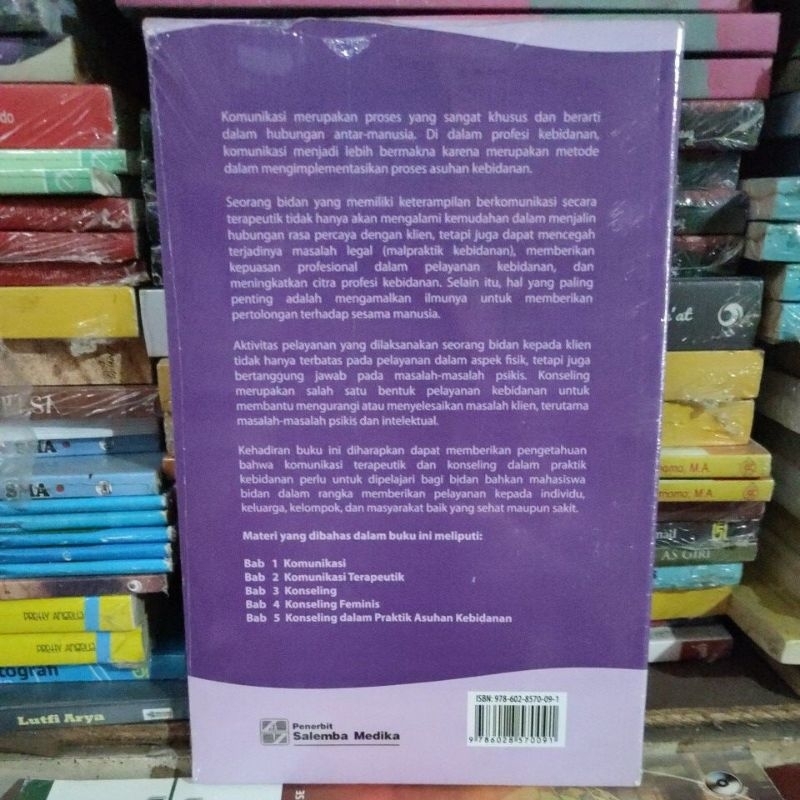 Komunikasi merupakan proses yang sangat khusus dan berarti
dalam hubungan antar-manusia. Di dalam profesi kebidanan,
komunikasi menjadi lebih bermakna karena merupakan metode
dalam mengimplementasikan proses asuhan kebidanan.
Seorang bidan yang memiliki keterampilan berkomunikasi secara
terapeutik tidak hanya akan mengalami kemudahan dalam menjalin
hubungan rasa percaya dengan klien, tetapi juga dapat mencegah
terjadinya masalah legal (malpraktik kebidanan), memberikan
kepuasan profesional dalam pelayanan kebidanan, dan
meningkatkan citra profesi kebidanan. Selain itu, hal yang paling
penting adalah mengamalkan ilmunya untuk memberikan
pertolongan terhadap sesama manusia.
Aktivitas pelayanan yang dilaksanakan seorang bidan kepada klien
tidak hanya terbatas pada pelayanan dalam aspek fisik, tetapi juga
bertanggung jawab pada masalah-masalah psikis. Konseling
merupakan salah satu bentuk pelayanan kebidanan untuk
membantu mengurangi atau menyelesaikan masalah klien, terutama
masalah-masalah psikis dan intelektual.
Kehadiran buku ini diharapkan dapat memberikan pengetahuan
bahwa komunikasi terapeutik dan konseling dalam praktik
kebidanan perlu untuk dipelajari bagi bidan bahkan mahasiswa
bidan dalam rangka memberikan pelayanan kepada individu,
keluarga, kelompok, dan masyarakat baik yang sehat maupun sakit.
Materi yang dibahas dalam buku ini meliputi:
Bab 1 Komunikasi
Bab 2 Komunikasi Terapeutik
Bab 3 Konseling
Bab 4 Konseling Feminis
Bab 5 Konseling dalam Praktik Asuhan Kebidanan
Penerbit
Salemba Medika
ISBN: 978-602-8570-09-1
9 786028 570091
SMA
SMA
tografi
Lutfi Arya
'at
M.A.
M.A.
AS GIRI